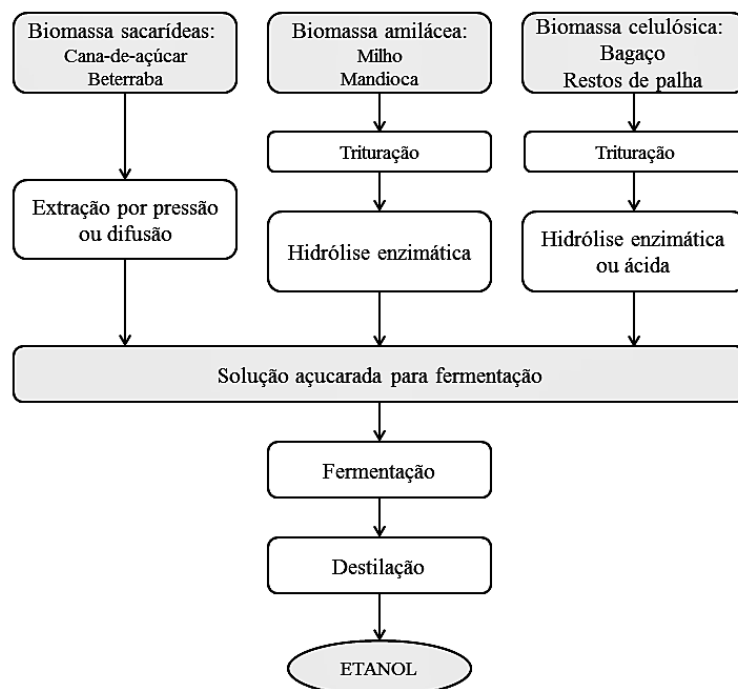 Biomassa sacarídeas:
Cana-de-açúcar
Beterraba
Biomassa amilácea:
Milho
Mandioca
Biomassa celulósica:
Bagaço
Restos de palha
Trituração
Trituração
Extração por pressão
ou difusão
Hidrólise enzimática
Hidrólise enzimática
ou ácida
Solução açucarada para fermentação
Fermentação
Destilação
ETANOL